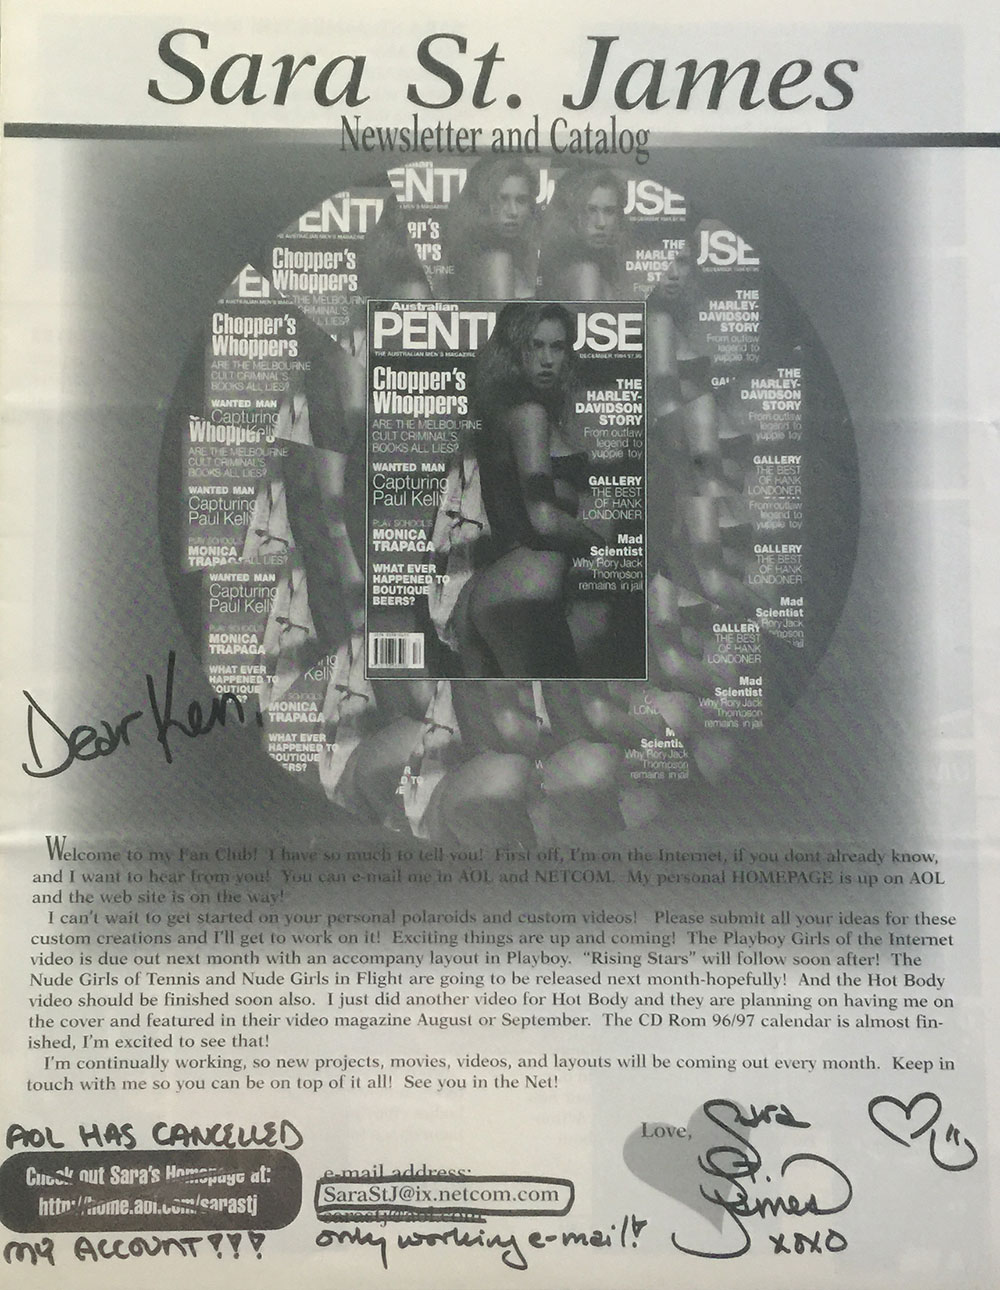 Sara St. James
Newsletter and Catalog
Australian
PENTHOUSE
THE AUSTRALIAN MEN'S MAGAZINE
DECEMBER 1994 $7.95
Chopper's
Whoppers
ARE THE MELBOURNE
CULT CRIMINAL'S
BOOKS ALL LIES?
WANTED MAN
Capturing
Paul Kelly
PLAY SCHOOL'S
MONICA
TRAPAGA
WHAT EVER
HAPPENED TO
BOUTIQUE
BEERS?
THE
HARLEY-
DAVIDSON
STORY
From outlaw
legend to
yuppie toy
GALLERY
THE BEST
OF HANK
LONDONER
Mad
Scientist
Why Rory Jack
Thompson
remains in jail
Dear Ken,
Welcome to my Fan Club! I have so much to tell you! First off, I'm on the Internet, if you dont already know,
and I want to hear from you! You can e-mail me in AOL and NETCOM. My personal HOMEPAGE is up on AOL
and the web site is on the way!
I can't wait to get started on your personal polaroids and custom videos! Please submit all your ideas for these
custom creations and I'll get to work on it! Exciting things are up and coming! The Playboy Girls of the Internet
video is due out next month with an accompany layout in Playboy. “Rising Stars” will follow soon after! The
Nude Girls of Tennis and Nude Girls in Flight are going to be released next month-hopefully! And the Hot Body
video should be finished soon also. I just did another video for Hot Body and they are planning on having me on
the cover and featured in their video magazine August or September. The CD Rom 96/97 calendar is almost fin-
ished, I'm excited to see that!
I'm continually working, so new projects, movies, videos, and layouts will be coming out every month. Keep in
touch with me so you can be on top of it all! See you in the Net!
AOL HAS CANCELLED
Check out Sara's Homepage at:
http://home.aol.com/sarastj
MY ACCOUNT???
e-mail address:
SaraStJ@ix.netcom.com
sarastj@aol.com
only working e-mail!
Love,
Sara
St.
James
XOXO